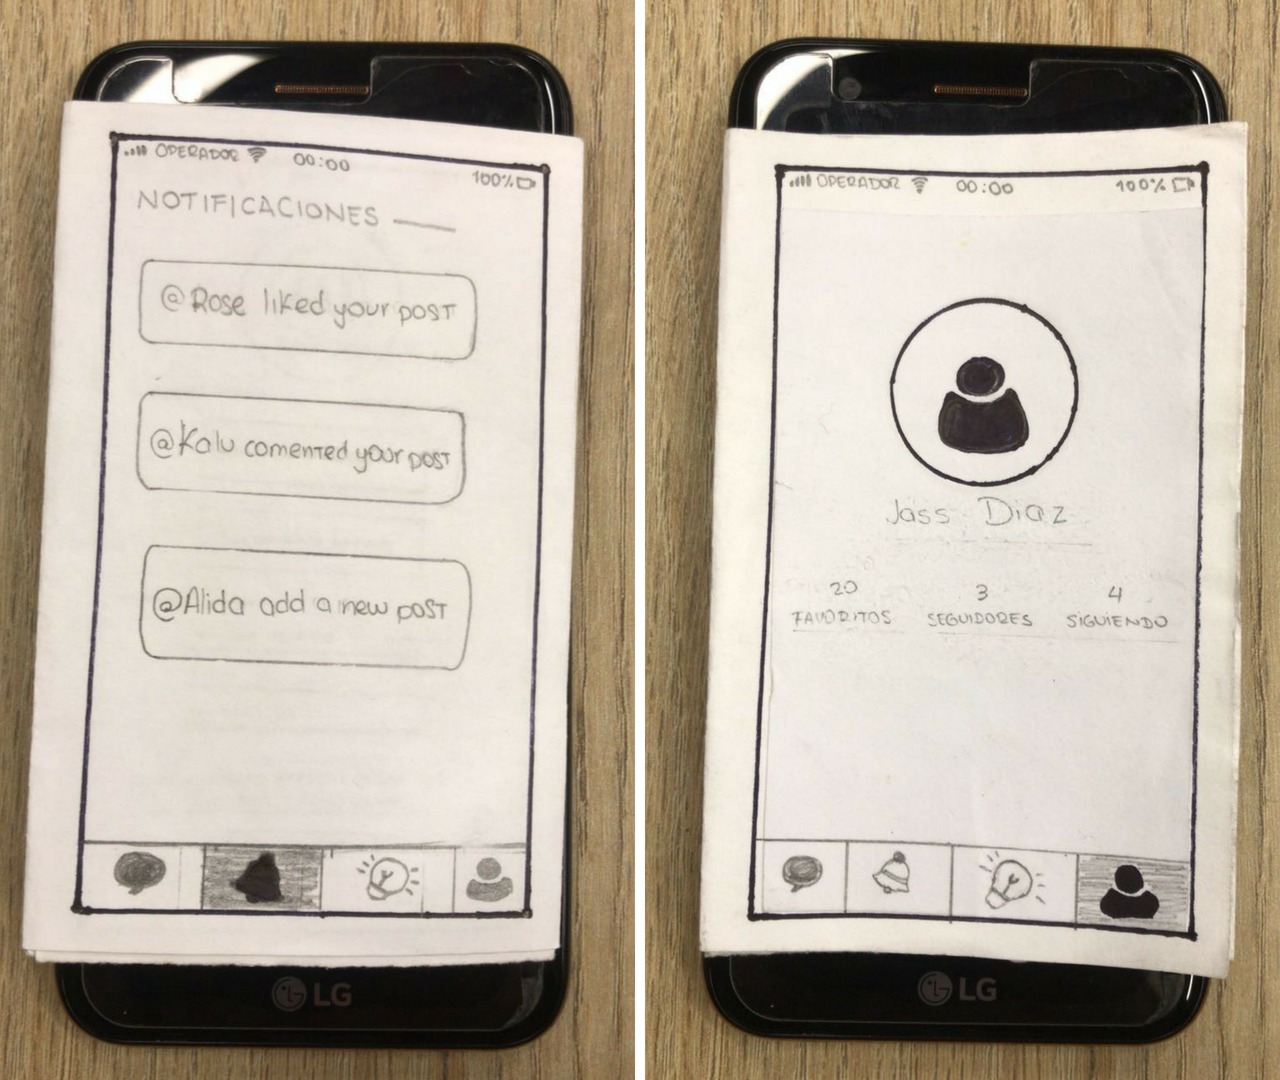 OPERADOR 00:00 100%
NOTIFICACIONES
@Rose liked your post
@Kalu comented your post
@Alida add a new post
LG
OPERADOR 00:00 100%
Jass Diaz
20 3 4
FAVORITOS SEGUIDORES SIGUIENDO
LG